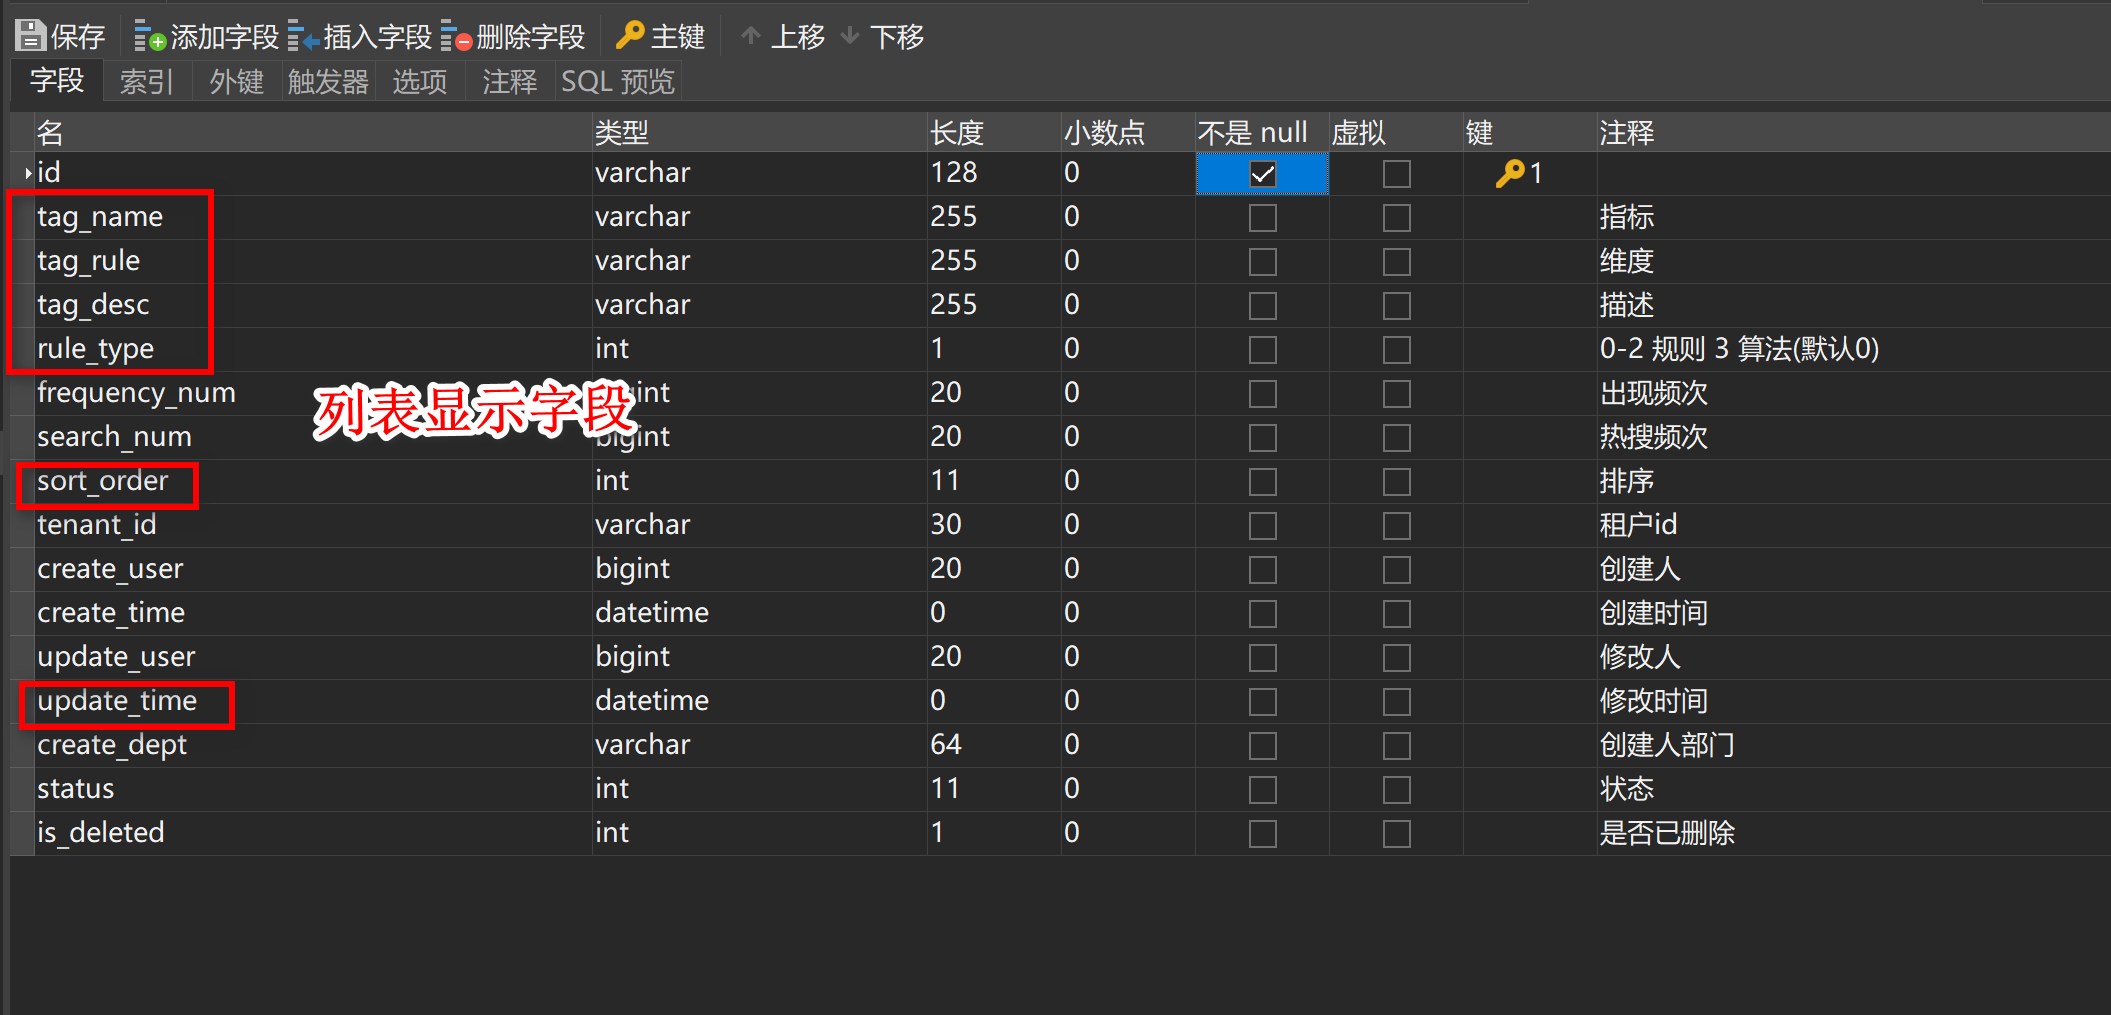 保存 添加字段 插入字段 删除字段 主键 上移 下移
字段 索引 外键 触发器 选项 注释 SQL 预览
名 类型 长度 小数点 不是 null 虚拟 键 注释
id varchar 128 0 1
tag_name varchar 255 0 指标
tag_rule varchar 255 0 维度
tag_desc varchar 255 0 描述
rule_type int 1 0 0-2 规则 3 算法(默认0)
frequency_num bigint 20 0 出现频次
列表显示字段
search_num bigint 20 0 热搜频次
sort_order int 11 0 排序
tenant_id varchar 30 0 租户id
create_user bigint 20 0 创建人
create_time datetime 0 0 创建时间
update_user bigint 20 0 修改人
update_time datetime 0 0 修改时间
create_dept varchar 64 0 创建人部门
status int 11 0 状态
is_deleted int 1 0 是否已删除